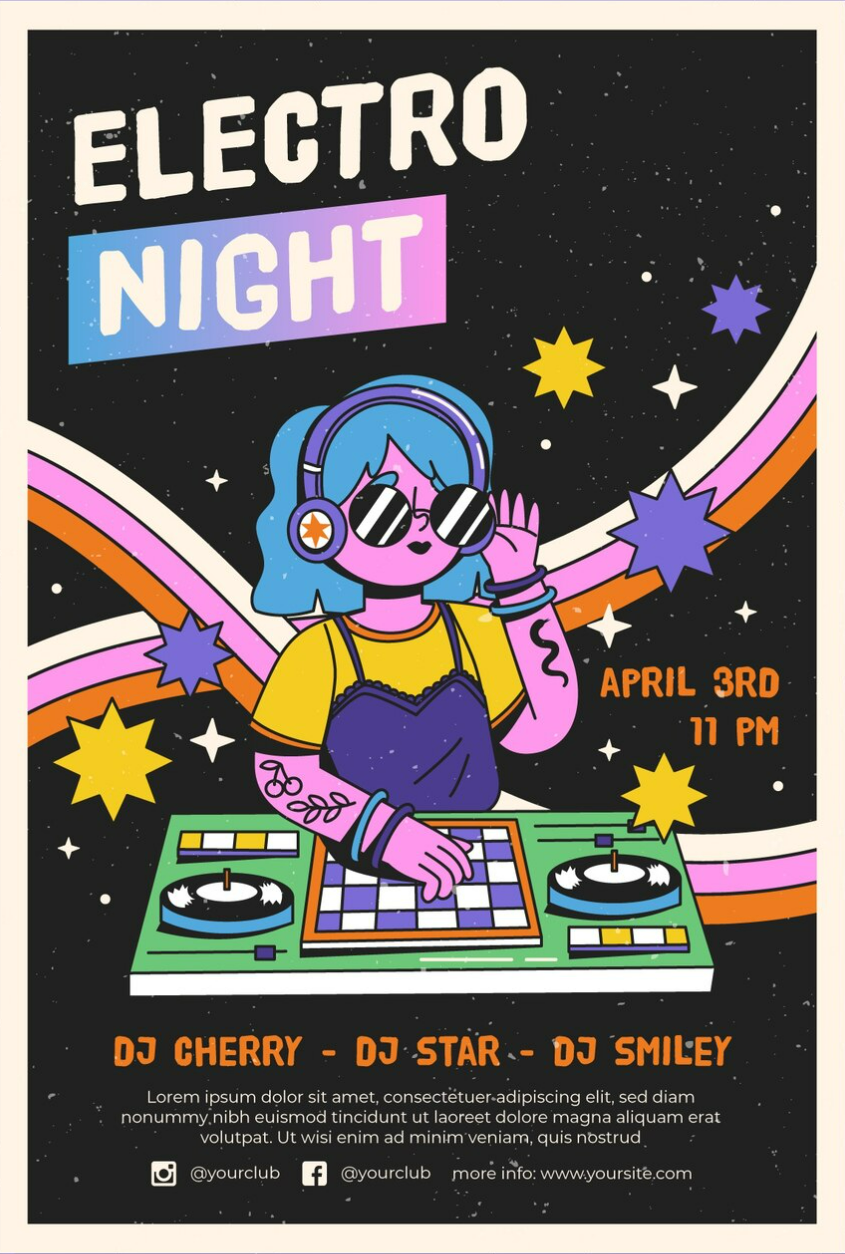 ELECTRO
NIGHT
APRIL 3RD
11 PM
DJ CHERRY - DJ STAR - DJ SMILEY
Lorem ipsum dolor sit amet, consectetuer adipiscing elit, sed diam
nonummy nibh euismod tincidunt ut laoreet dolore magna aliquam erat
volutpat. Ut wisi enim ad minim veniam, quis nostrud
@yourclub @yourclub more info: www.yoursite.com